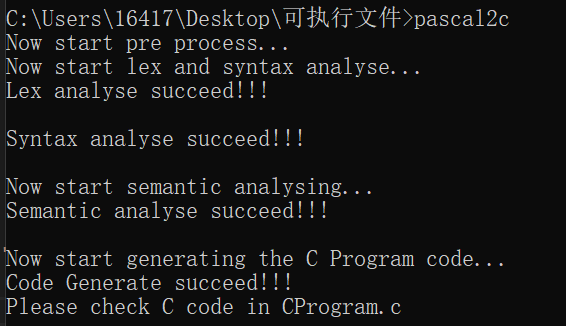 C:\Users\16417\Desktop\可执行文件>pascal2c
Now start pre process...
Now start lex and syntax analyse...
Lex analyse succeed!!!
Syntax analyse succeed!!!
Now start semantic analysing...
Semantic analyse succeed!!!
Now start generating the C Program code...
Code Generate succeed!!!
Please check C code in CProgram.c